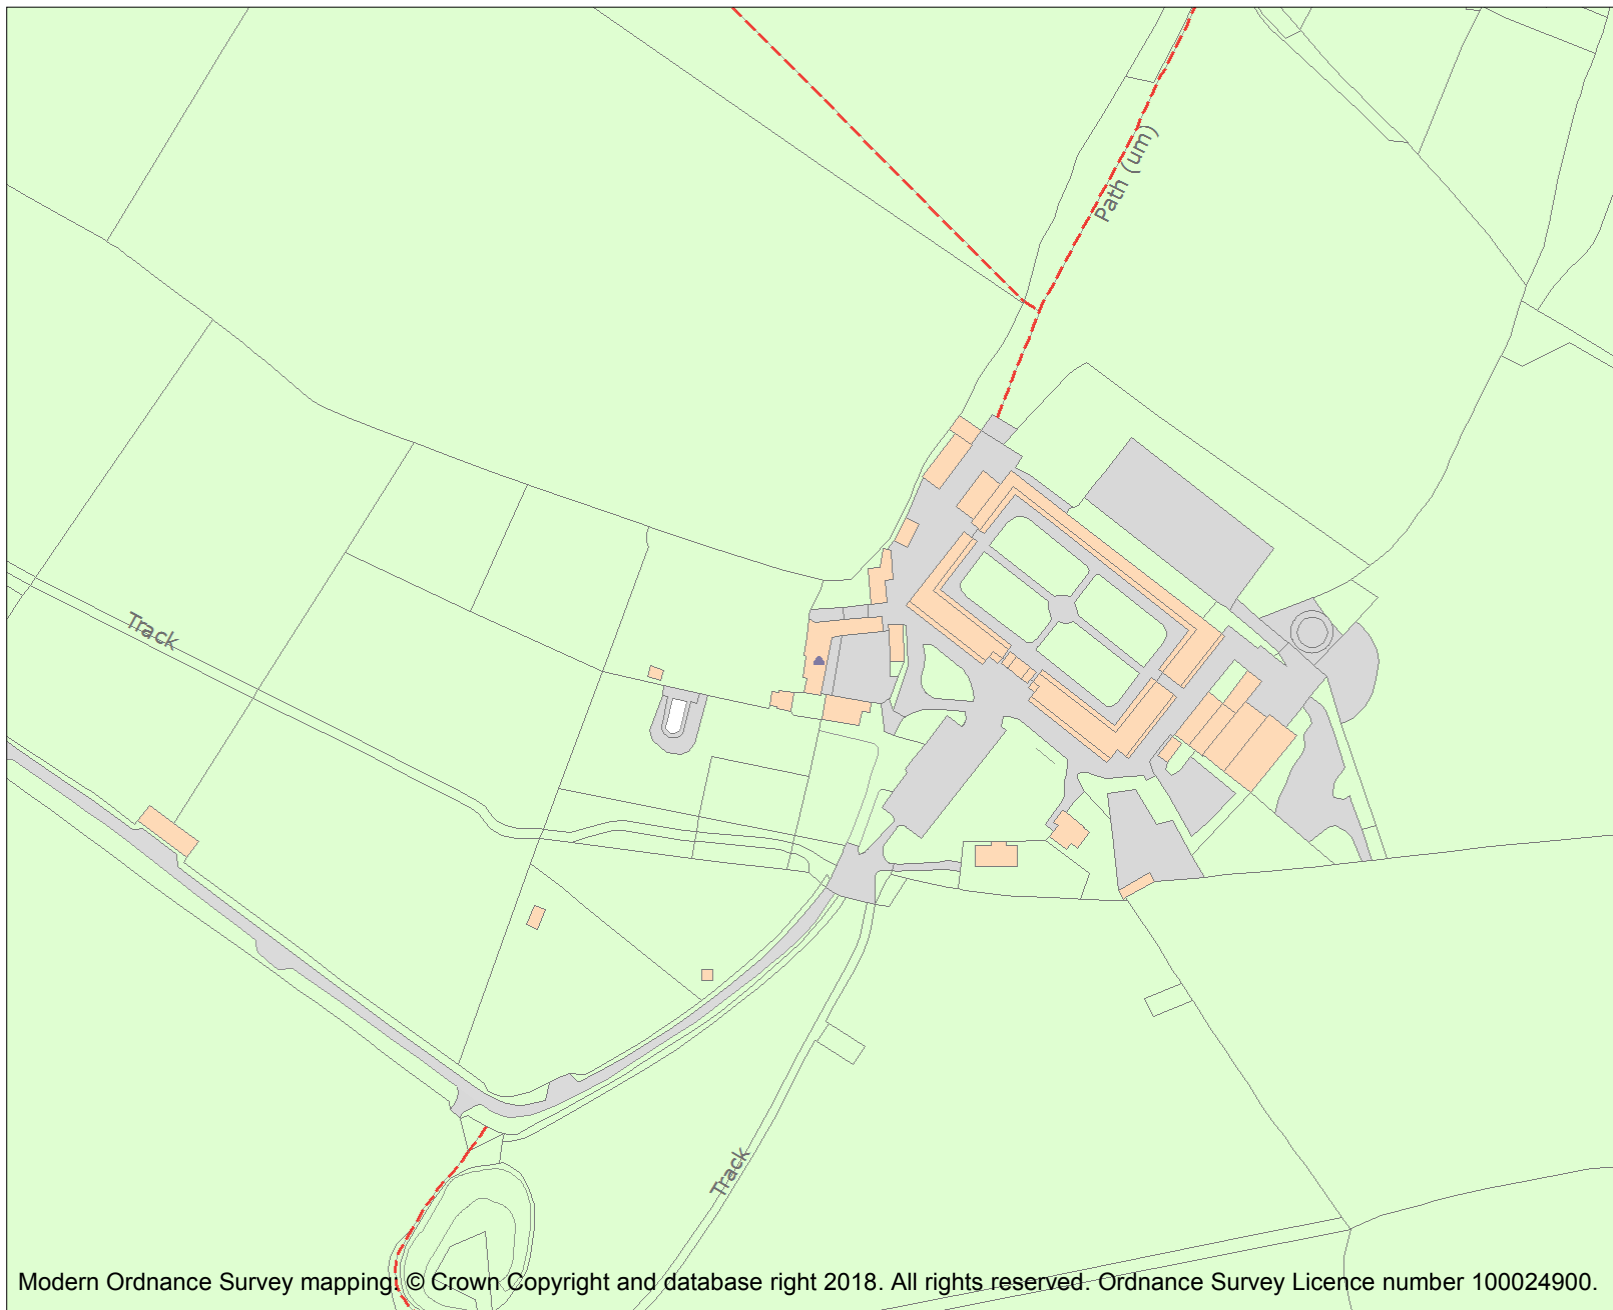 Path (um)
Track
Track
Modern Ordnance Survey mapping: © Crown Copyright and database right 2018. All rights reserved. Ordnance Survey Licence number 100024900.